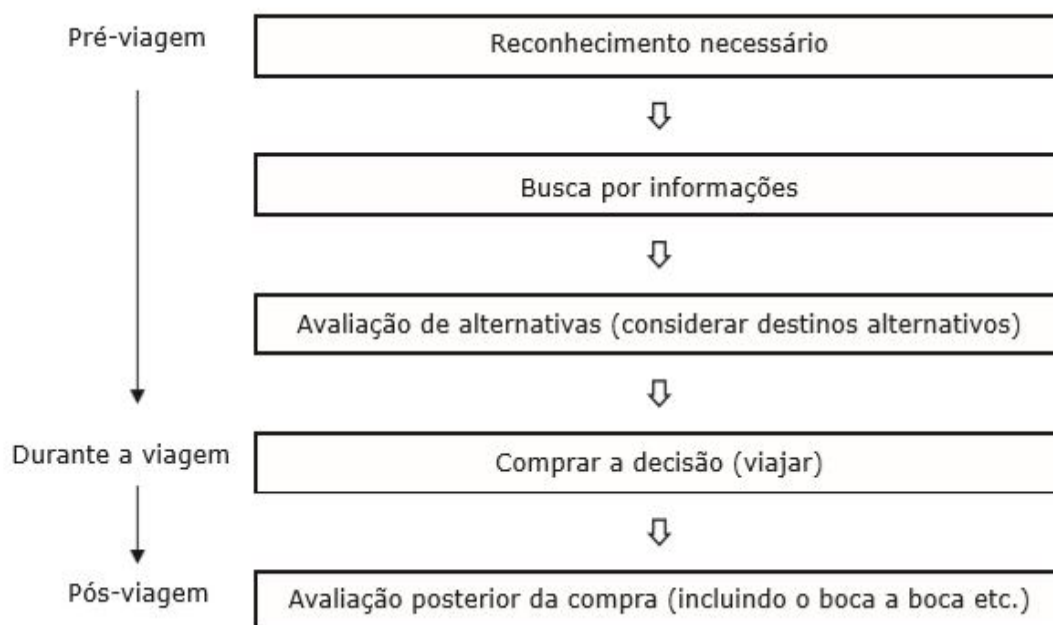 Pré-viagem
Reconhecimento necessário
Busca por informações
Avaliação de alternativas (considerar destinos alternativos)
Durante a viagem
Comprar a decisão (viajar)
Pós-viagem
Avaliação posterior da compra (incluindo o boca a boca etc.)